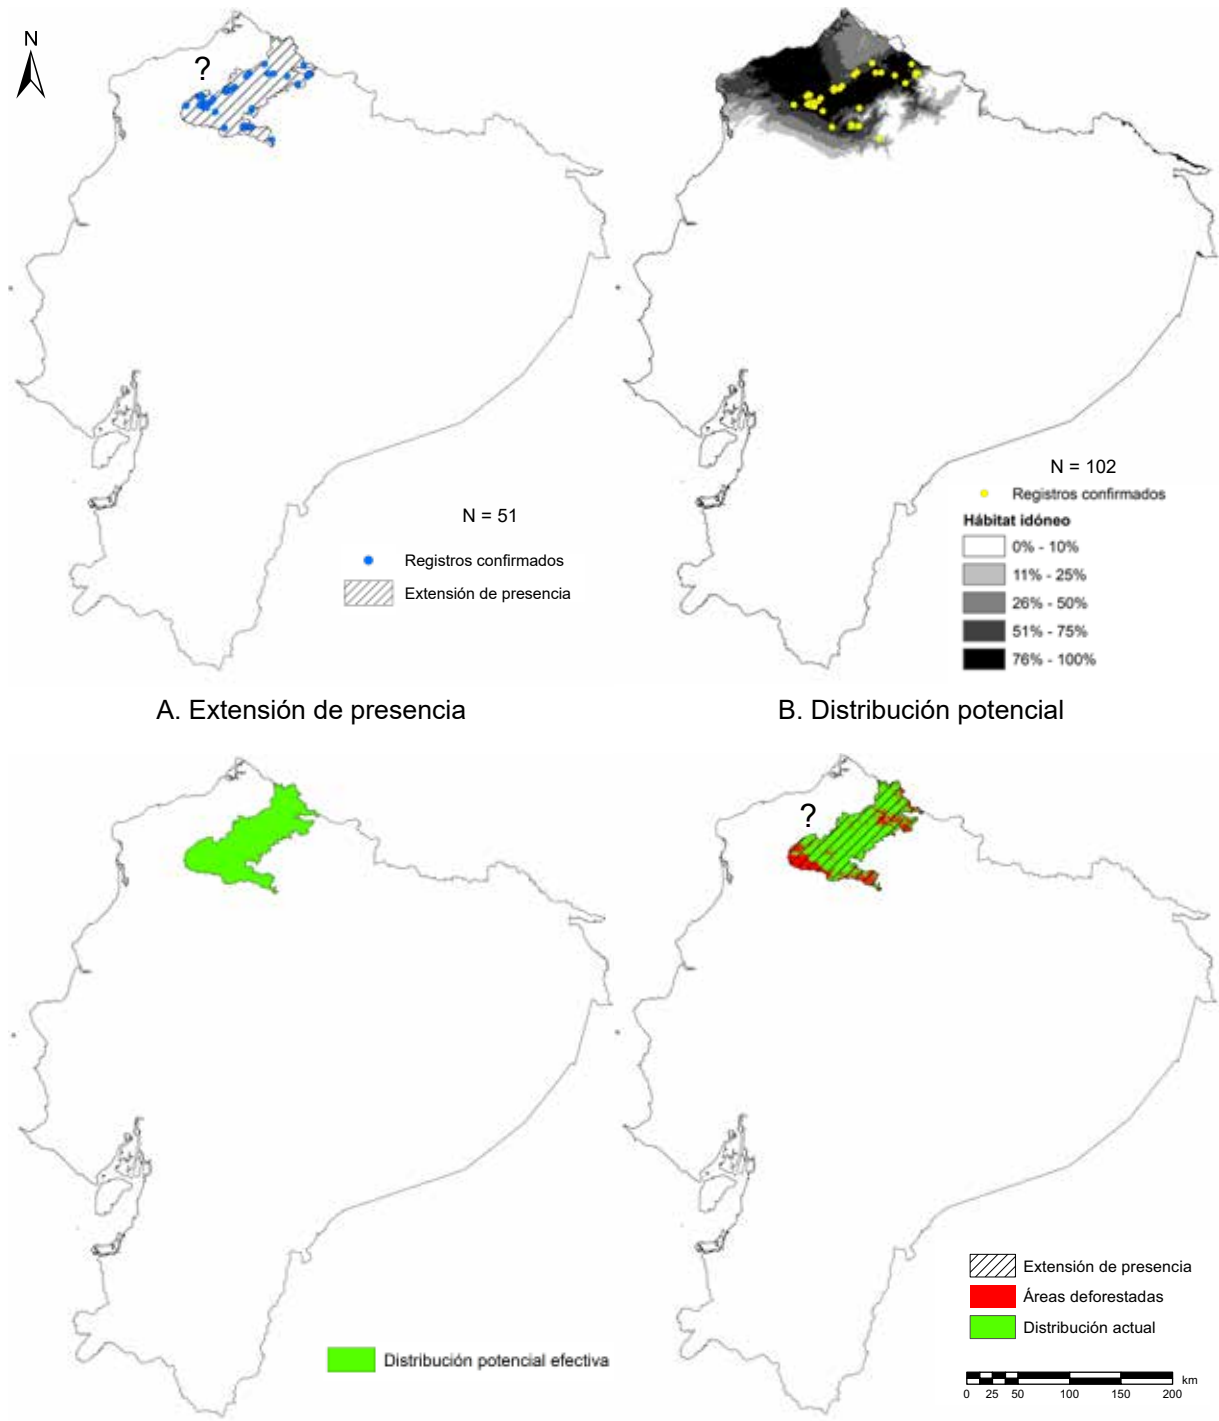 N
?
N = 51
Registros confirmados
Extensión de presencia
N = 102
Registros confirmados
Hábitat idóneo
0% - 10%
11% - 25%
26% - 50%
51% - 75%
76% - 100%
A. Extensión de presencia
B. Distribución potencial
?
Distribución potencial efectiva
Extensión de presencia
Áreas deforestadas
Distribución actual
km
0 25 50 100 150 200